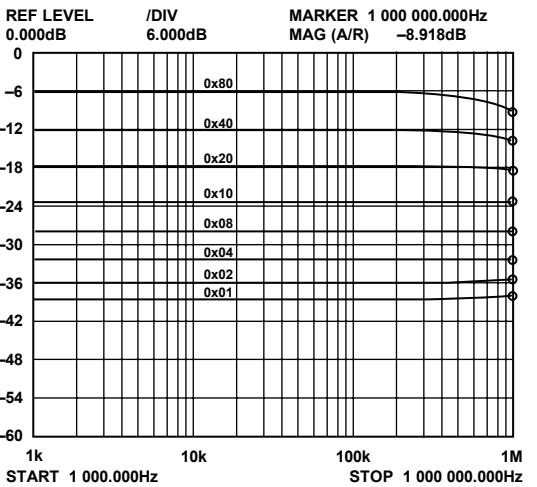 REF LEVEL /DIV MARKER 1 000 000.000Hz
0.000dB 6.000dB MAG (A/R) –8.918dB
0
–6
0x80
–12
0x40
–18
0x20
–24
0x10
–30
0x08
–36
0x04
0x02
0x01
–42
–48
–54
–60
1k 10k 100k 1M
START 1 000.000Hz STOP 1 000 000.000Hz